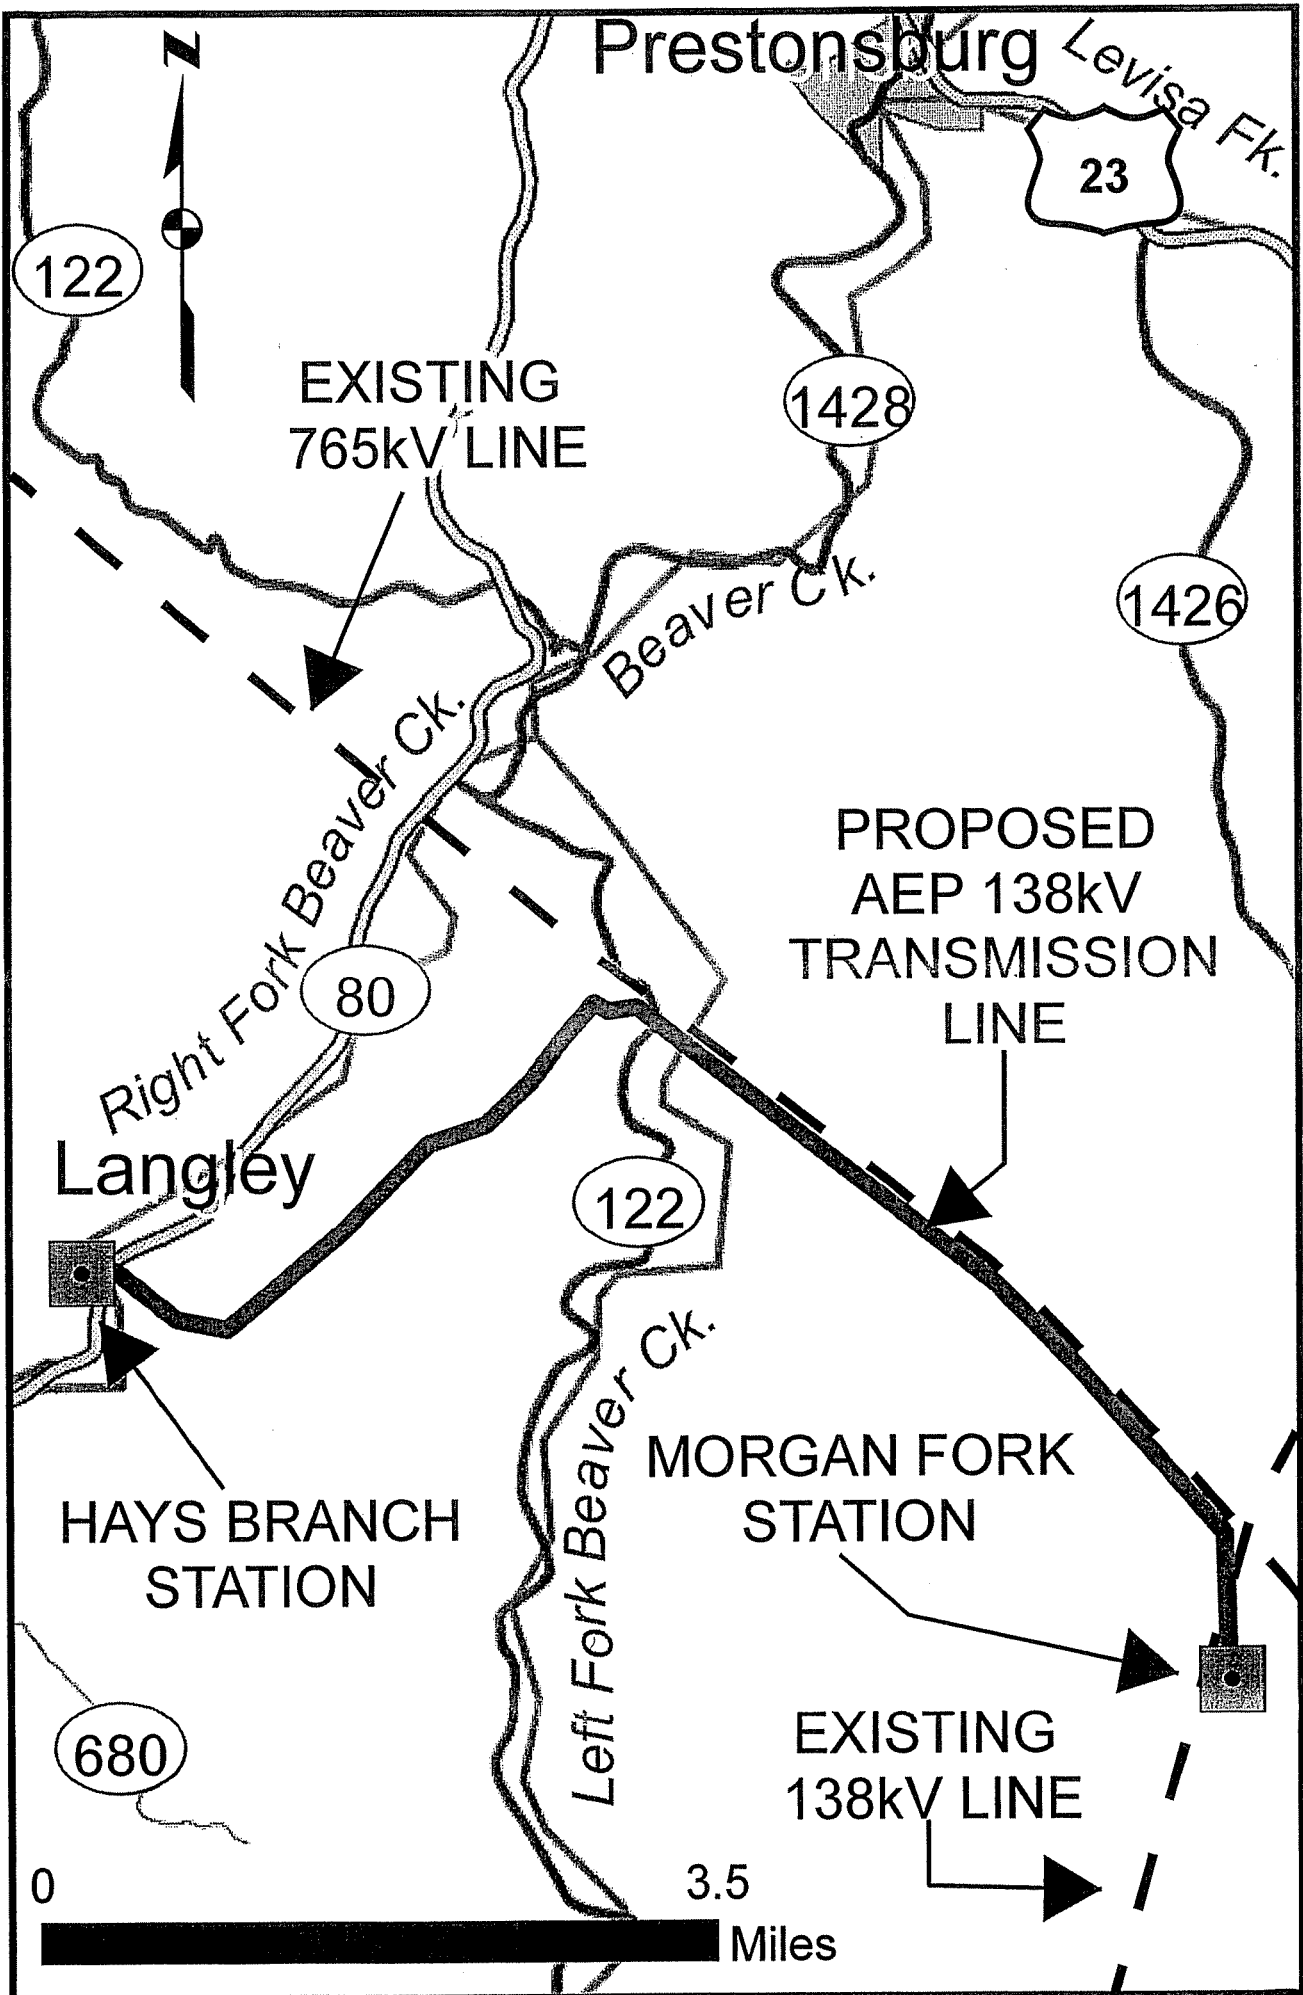 Prestonsburg
Levisa Fk.
N
23
122
EXISTING
765kV LINE
1428
1426
Beaver Ck.
Right Fork Beaver Ck.
PROPOSED
AEP 138kV
TRANSMISSION
LINE
80
Langley
122
Left Fork Beaver Ck.
HAYS BRANCH
STATION
MORGAN FORK
STATION
680
EXISTING
138kV LINE
0
3.5
Miles